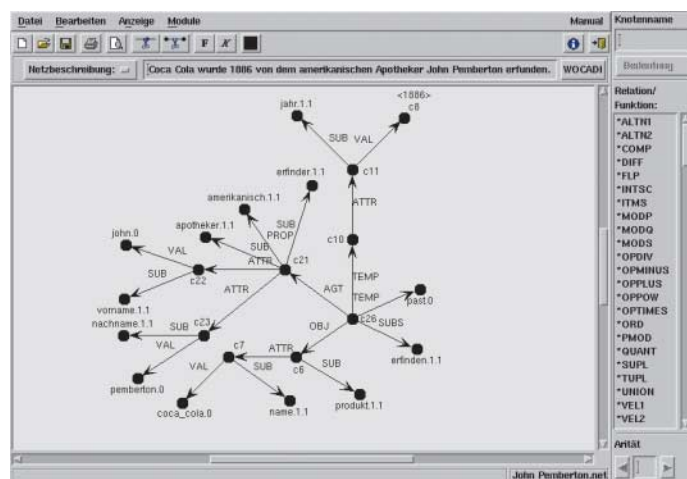 Datei Bearbeiten Anzeige Module Manual Knotenname
F K
Netzbeschreibung: Coca Cola wurde 1886 von dem amerikanischen Apotheker John Pemberton erfunden. WOCADI
Bedeutung
Relation/
Funktion:
*ALTN1
*ALTN2
*COMP
*DIFF
*FLP
*INTSC
*ITMS
*MODP
*MODQ
*MODS
*OPDIV
*OPMINUS
*OPPLUS
*OPPOW
*OPTIMES
*ORD
*PMOD
*QUANT
*SUPL
*TUPL
*UNION
*VEL1
*VEL2
Arität
<1886>
jahr.1.1 c8
SUB VAL
erfinder.1.1 c11
amerikanisch.1.1 ATTR
apotheker.1.1 SUB
john.0 PROP c10
VAL SUB
ATTR c21 TEMP
SUB c22 AGT TEMP past.0
vorname.1.1 ATTR
nachname.1.1 SUB c23 c26 SUBS
VAL c7 ATTR OBJ erfinden.1.1
VAL SUB c6 SUB
pemberton.0
coca_cola.0 name.1.1 produkt.1.1
John Pemberton.net